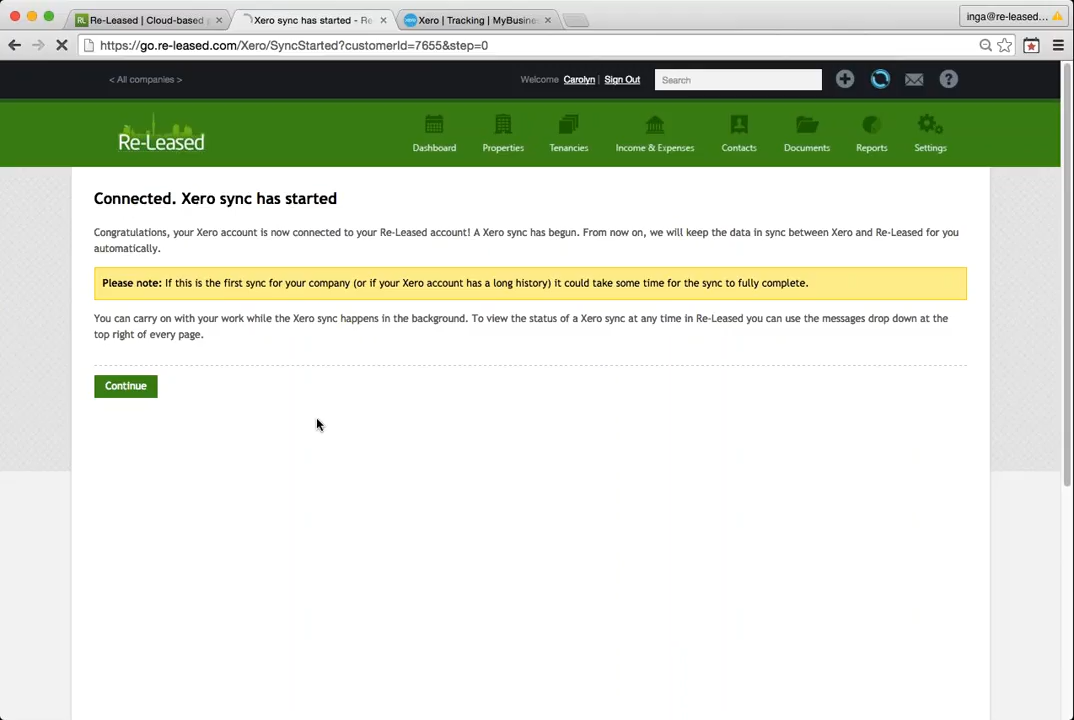 Re-Leased | Cloud-based
Xero sync has started - Re
Xero | Tracking | MyBusine
inga@re-leased...
https://go.re-leased.com/Xero/SyncStarted?customerId=7655&step=0
< All companies >
Welcome Carolyn | Sign Out
Search
Re-Leased
Dashboard
Properties
Tenancies
Income & Expenses
Contacts
Documents
Reports
Settings
Connected. Xero sync has started
Congratulations, your Xero account is now connected to your Re-Leased account! A Xero sync has begun. From now on, we will keep the data in sync between Xero and Re-Leased for you
automatically.
Please note: If this is the first sync for your company (or if your Xero account has a long history) it could take some time for the sync to fully complete.
You can carry on with your work while the Xero sync happens in the background. To view the status of a Xero sync at any time in Re-Leased you can use the messages drop down at the
top right of every page.
Continue